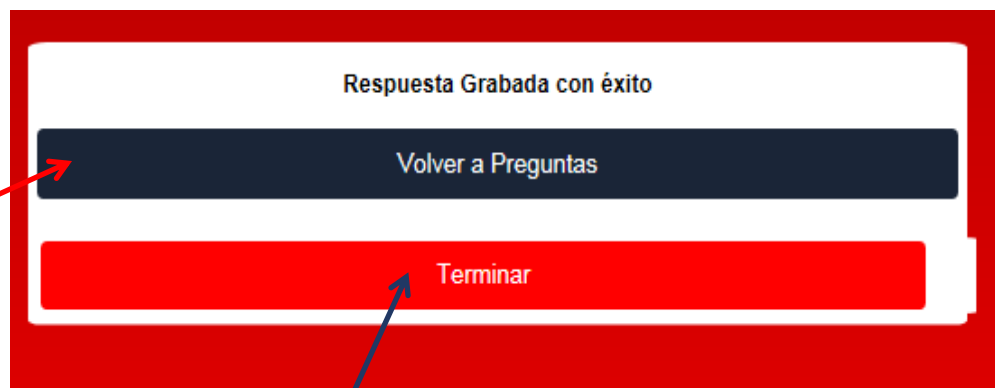 Respuesta Grabada con éxito
Volver a Preguntas
Terminar